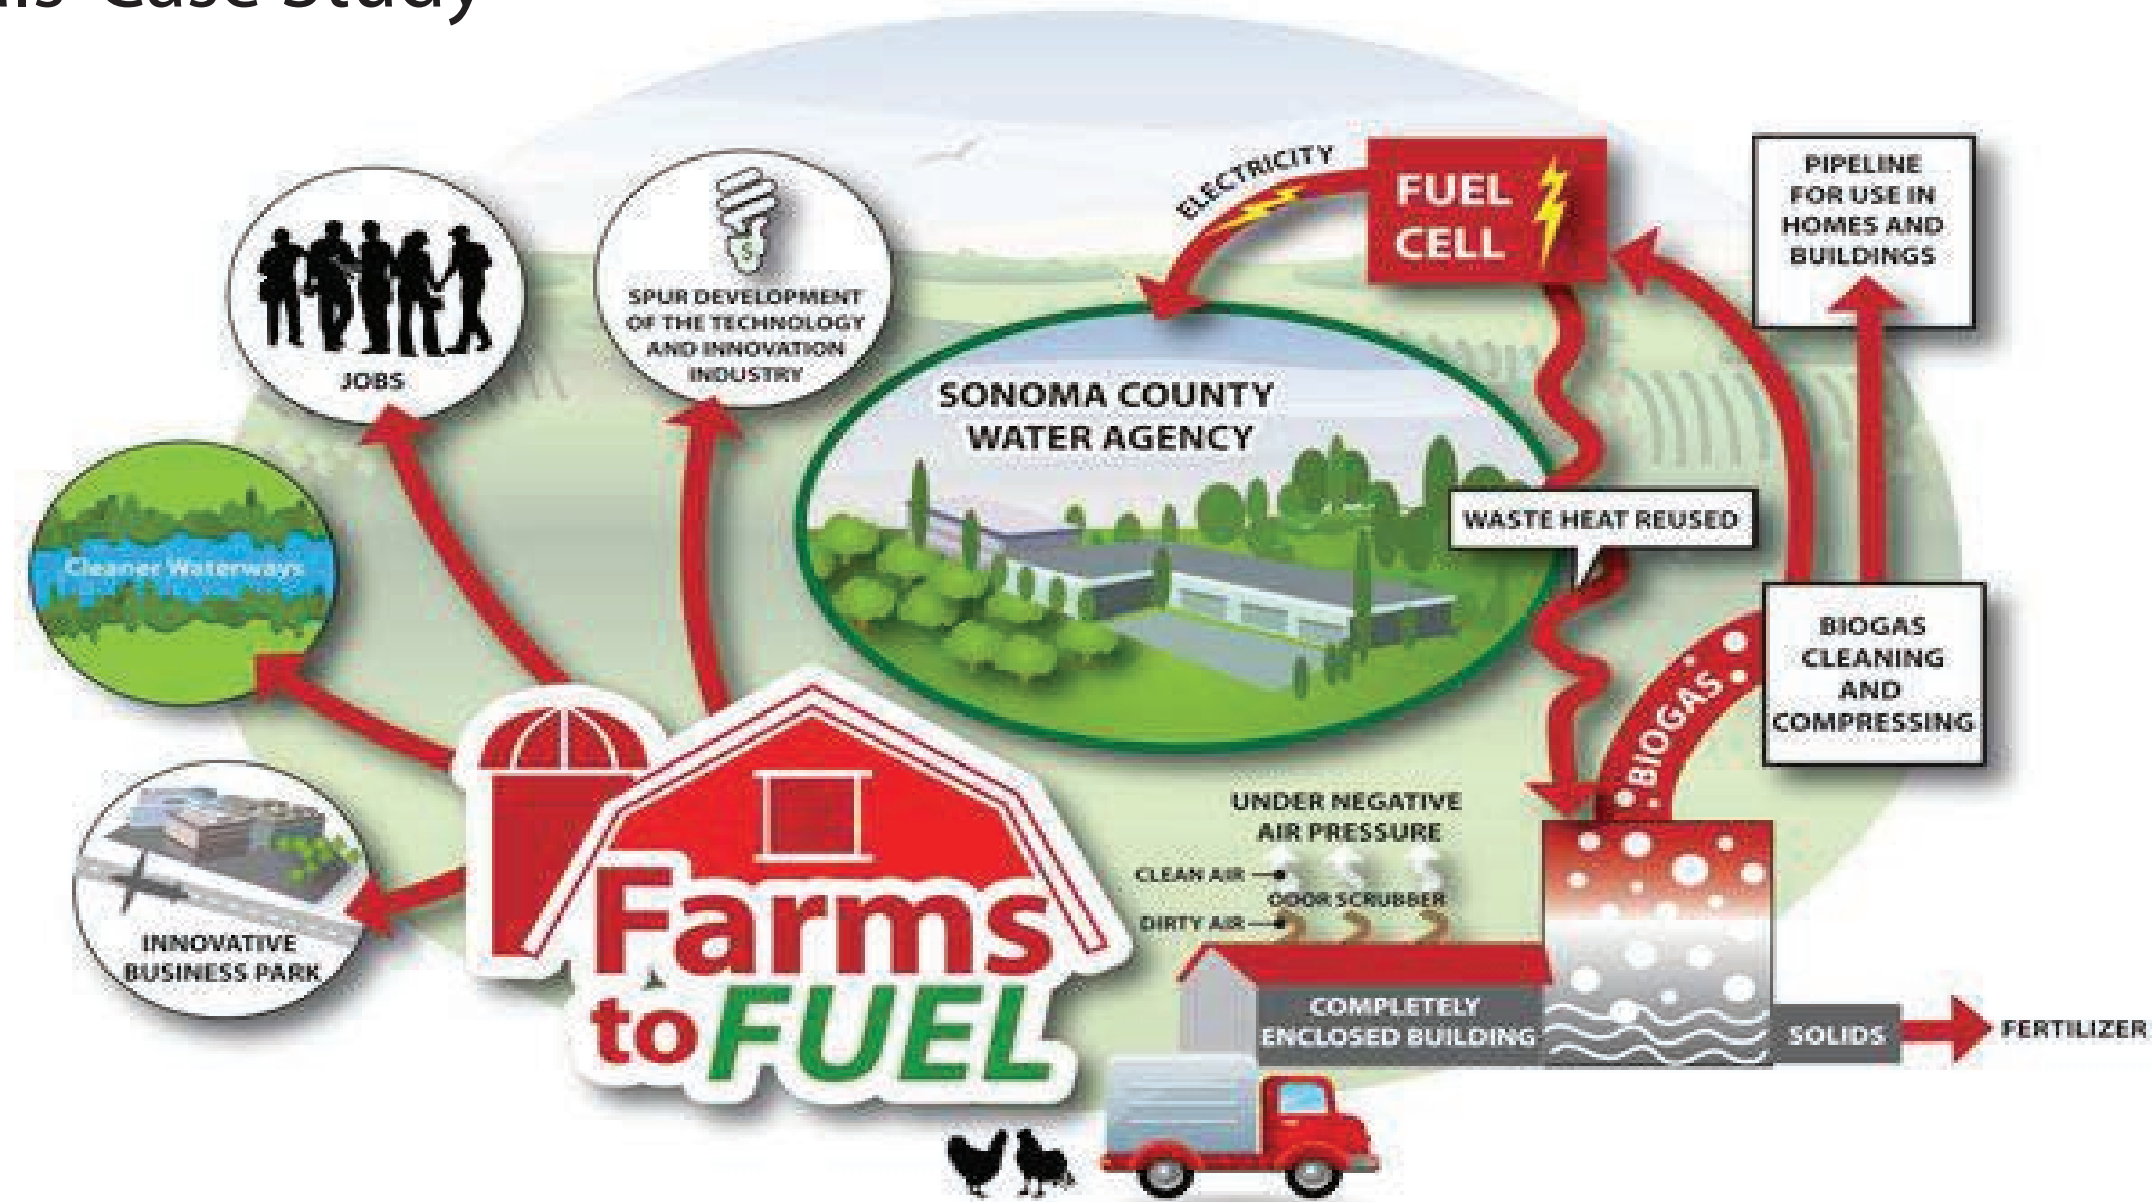 Case Study
ELECTRICITY
FUEL
CELL
PIPELINE
FOR USE IN
HOMES AND
BUILDINGS
SPUR DEVELOPMENT
OF THE TECHNOLOGY
AND INNOVATION
INDUSTRY
JOBS
SONOMA COUNTY
WATER AGENCY
WASTE HEAT REUSED
Cleaner Waterways
BIOGAS
CLEANING
AND
COMPRESSING
BIOGAS
UNDER NEGATIVE
AIR PRESSURE
CLEAN AIR
ODOR SCRUBBER
DIRTY AIR
INNOVATIVE
BUSINESS PARK
Farms
to FUEL
COMPLETELY
ENCLOSED BUILDING
SOLIDS
FERTILIZER